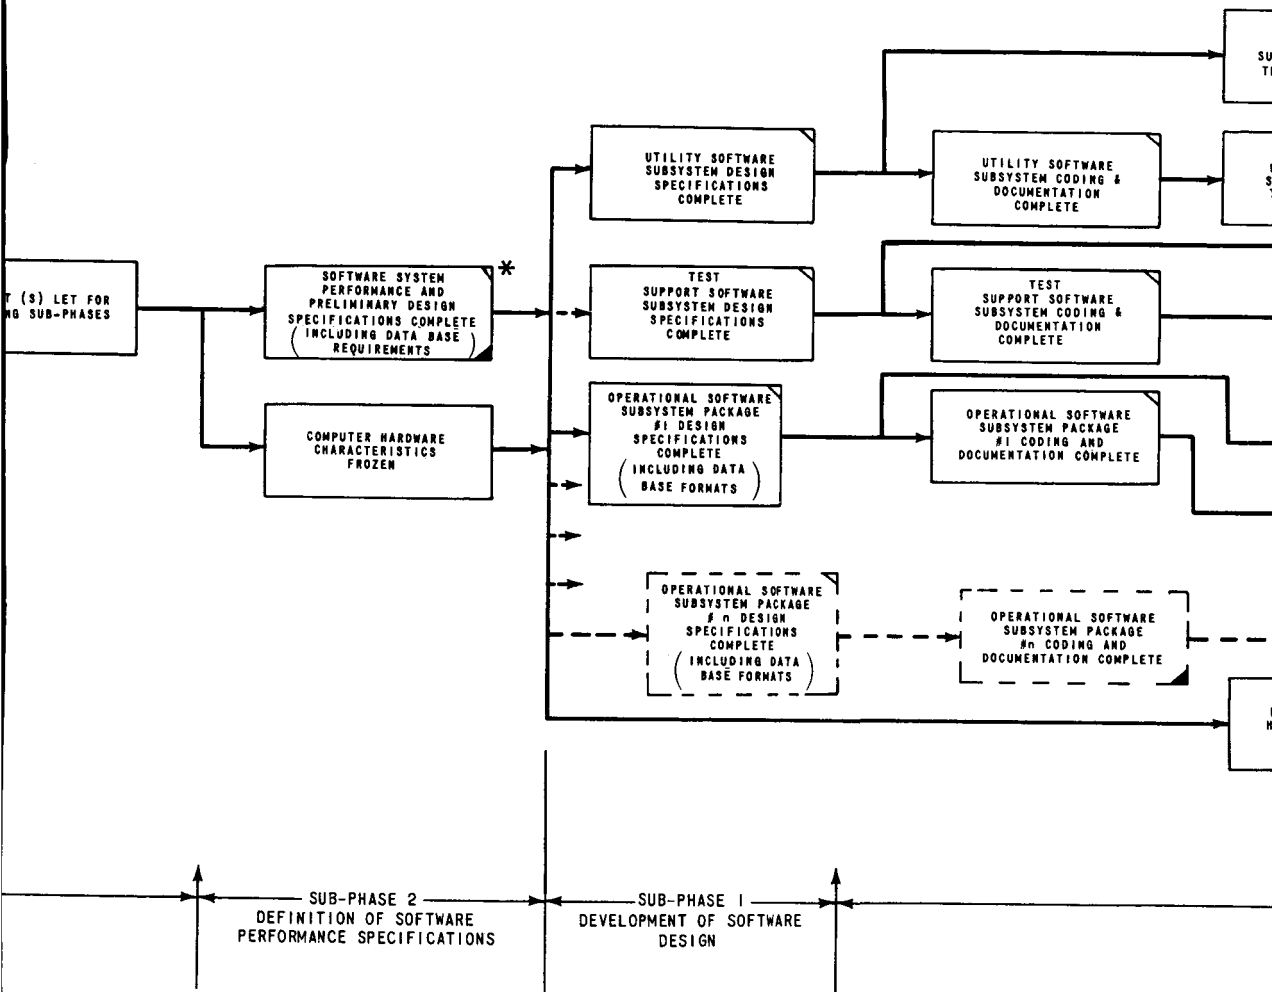 SU
T
UTILITY SOFTWARE
SUBSYSTEM DESIGN
SPECIFICATIONS
COMPLETE
UTILITY SOFTWARE
SUBSYSTEM CODING &
DOCUMENTATION
COMPLETE
S
T (S) LET FOR
NG SUB-PHASES
SOFTWARE SYSTEM
PERFORMANCE AND
PRELIMINARY DESIGN
SPECIFICATIONS COMPLETE
(INCLUDING DATA BASE
REQUIREMENTS)
*
TEST
SUPPORT SOFTWARE
SUBSYSTEM DESIGN
SPECIFICATIONS
COMPLETE
TEST
SUPPORT SOFTWARE
SUBSYSTEM CODING &
DOCUMENTATION
COMPLETE
COMPUTER HARDWARE
CHARACTERISTICS
FROZEN
OPERATIONAL SOFTWARE
SUBSYSTEM PACKAGE
#1 DESIGN
SPECIFICATIONS
COMPLETE
(INCLUDING DATA
BASE FORMATS)
OPERATIONAL SOFTWARE
SUBSYSTEM PACKAGE
#1 CODING AND
DOCUMENTATION COMPLETE
OPERATIONAL SOFTWARE
SUBSYSTEM PACKAGE
# n DESIGN
SPECIFICATIONS
COMPLETE
(INCLUDING DATA
BASE FORMATS)
OPERATIONAL SOFTWARE
SUBSYSTEM PACKAGE
#n CODING AND
DOCUMENTATION COMPLETE
H
SUB-PHASE 2
DEFINITION OF SOFTWARE
PERFORMANCE SPECIFICATIONS
SUB-PHASE I
DEVELOPMENT OF SOFTWARE
DESIGN